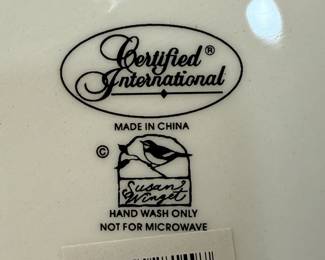 Certified®
International
MADE IN CHINA
©
Susan
Winget
HAND WASH ONLY
NOT FOR MICROWAVE